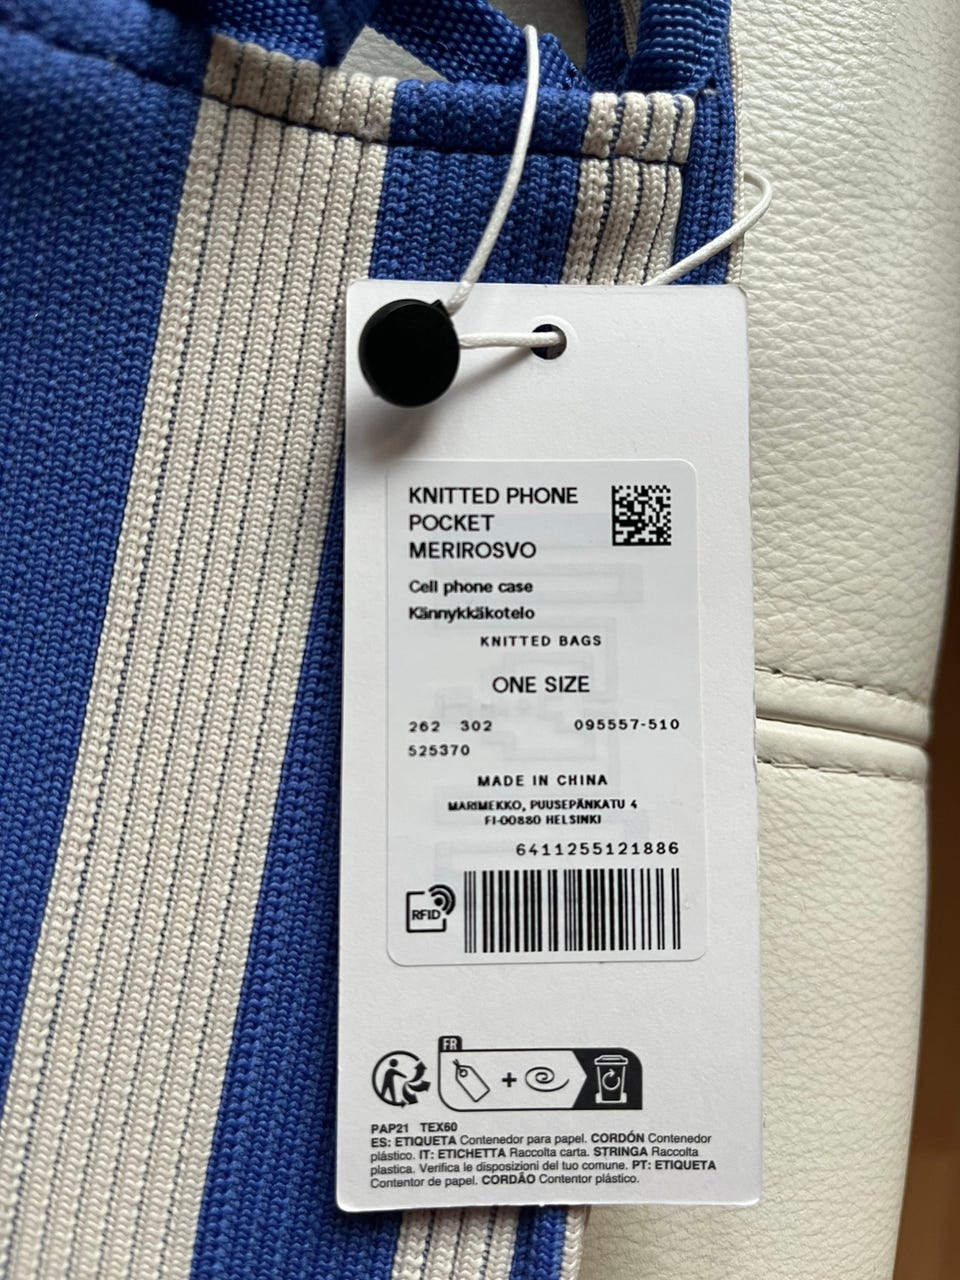 KNITTED PHONE
POCKET
MERIROSVO
Cell phone case
Kännykkäkotelo
KNITTED BAGS
ONE SIZE
262 302 095557-510
525370
MADE IN CHINA
MARIMEKKO, PUUSEPÄNKATU 4
FI-00880 HELSINKI
6411255121886
RFID
FR
+
PAP21 TEX60
ES: ETIQUETA Contenedor para papel. CORDÓN Contenedor
plástico. IT: ETICHETTA Raccolta carta. STRINGA Raccolta
plastica. Verifica le disposizioni del tuo comune. PT: ETIQUETA
Contentor de papel. CORDÃO Contentor plástico.